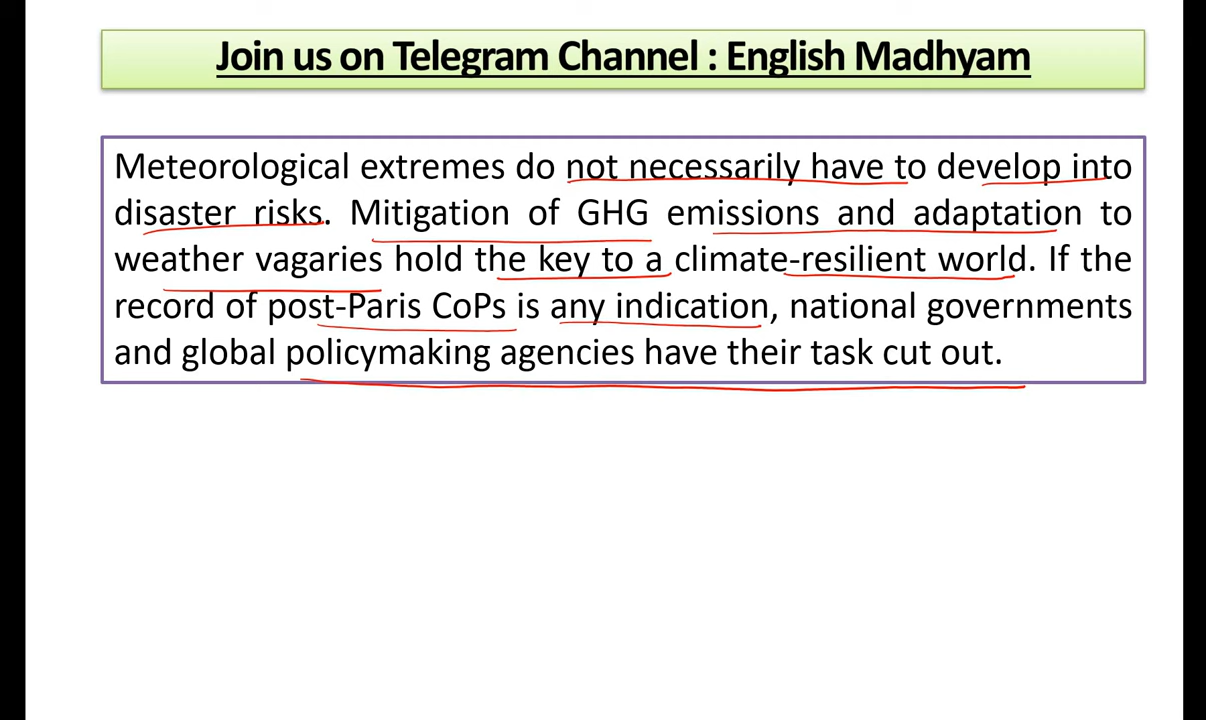 Join us on Telegram Channel : English Madhyam
Meteorological extremes do not necessarily have to develop into
disaster risks. Mitigation of GHG emissions and adaptation to
weather vagaries hold the key to a climate-resilient world. If the
record of post-Paris CoPs is any indication, national governments
and global policymaking agencies have their task cut out.